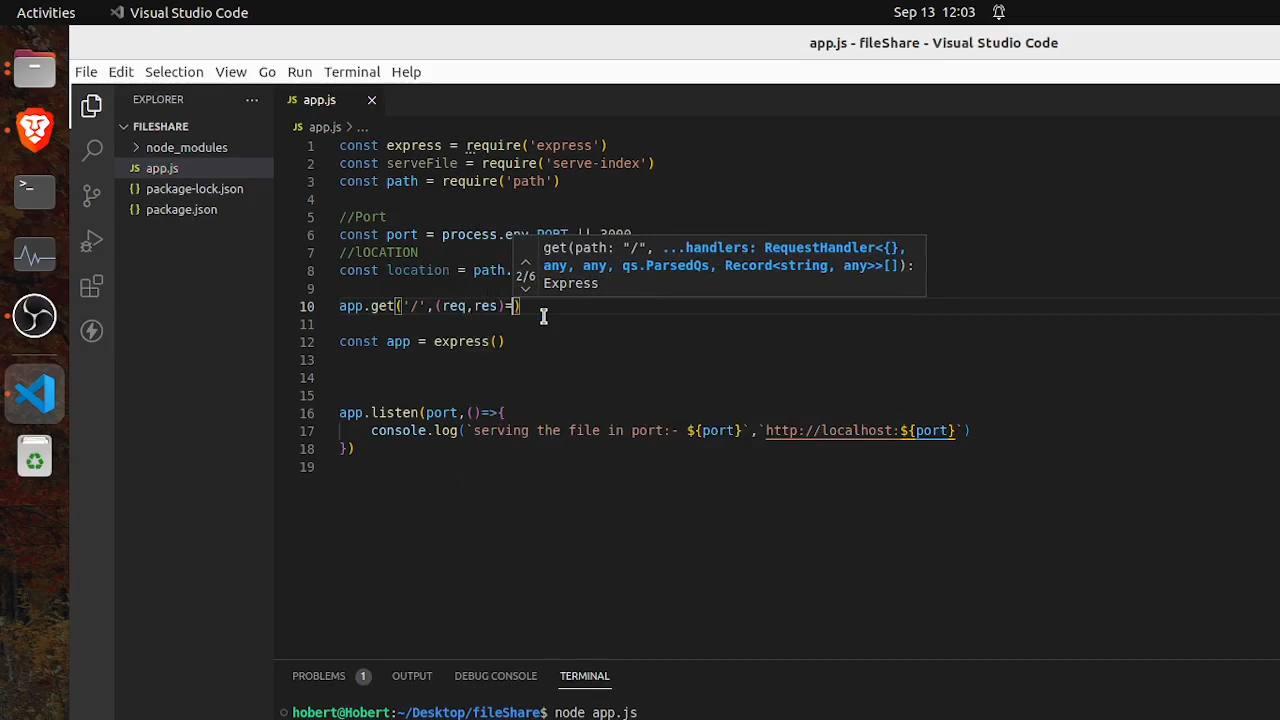 Activities
Visual Studio Code
Sep 13 12:03
app.js - fileShare - Visual Studio Code
File Edit Selection View Go Run Terminal Help
EXPLORER ...
JS app.js
FILESHARE
JS app.js > ...
node_modules
JS app.js
{} package-lock.json
{} package.json
1 const express = require('express')
2 const serveFile = require('serve-index')
3 const path = require('path')
4
5 //Port
6 const port = process.env.PORT || 3000
7 //lOCATION
8 const location = path.
get(path: "/", ...handlers: RequestHandler<{},
any, any, qs.ParsedQs, Record<string, any>>[]):
Express
2/6
9
10 app.get('/',(req,res)=)
11
12 const app = express()
13
14
15
16 app.listen(port,()=>{
17 console.log(`serving the file in port:- ${port}`,`http://localhost:${port}`)
18 })
19
PROBLEMS 1 OUTPUT DEBUG CONSOLE TERMINAL
hobert@Hobert:~/Desktop/fileShare$ node app.js